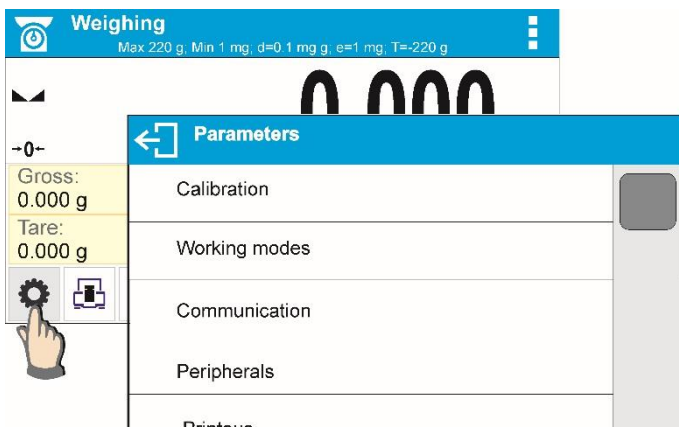 Weighing
Max 220 g; Min 1 mg; d=0.1 mg g; e=1 mg; T=-220 g
0.000
→0←
Parameters
Gross:
0.000 g
Tare:
0.000 g
Calibration
Working modes
Communication
Peripherals